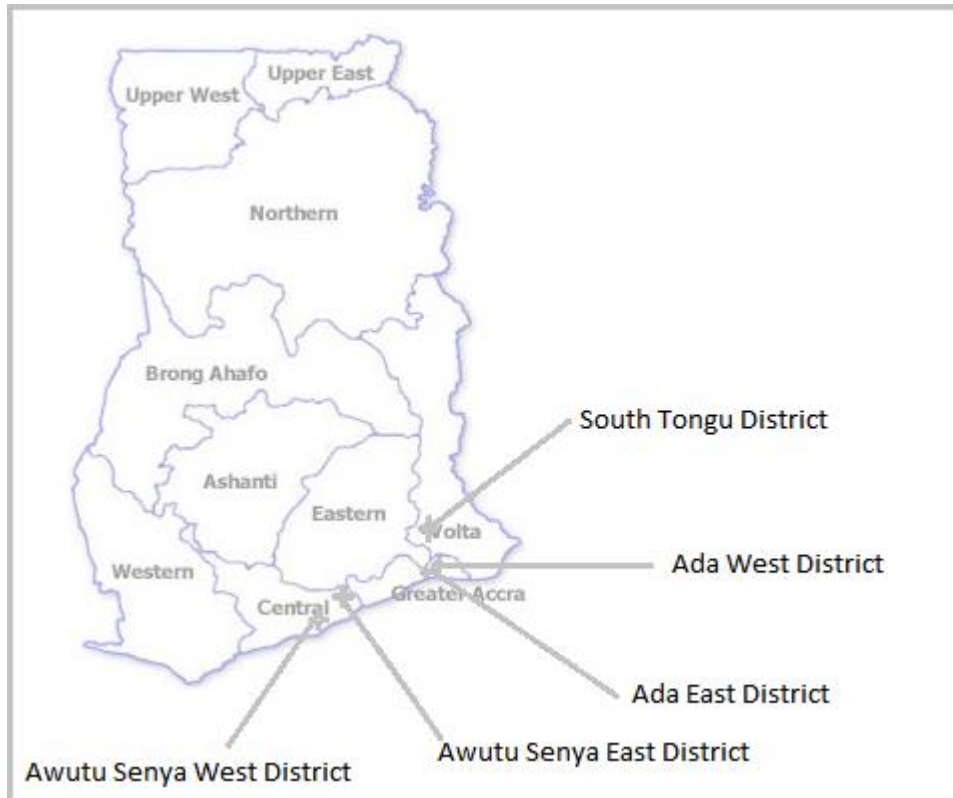 Upper East
Upper West
Northern
Brong Ahafo
South Tongu District
Ashanti
Eastern
Volta
Western
Ada West District
Greater Accra
Central
Ada East District
Awutu Senya East District
Awutu Senya West District